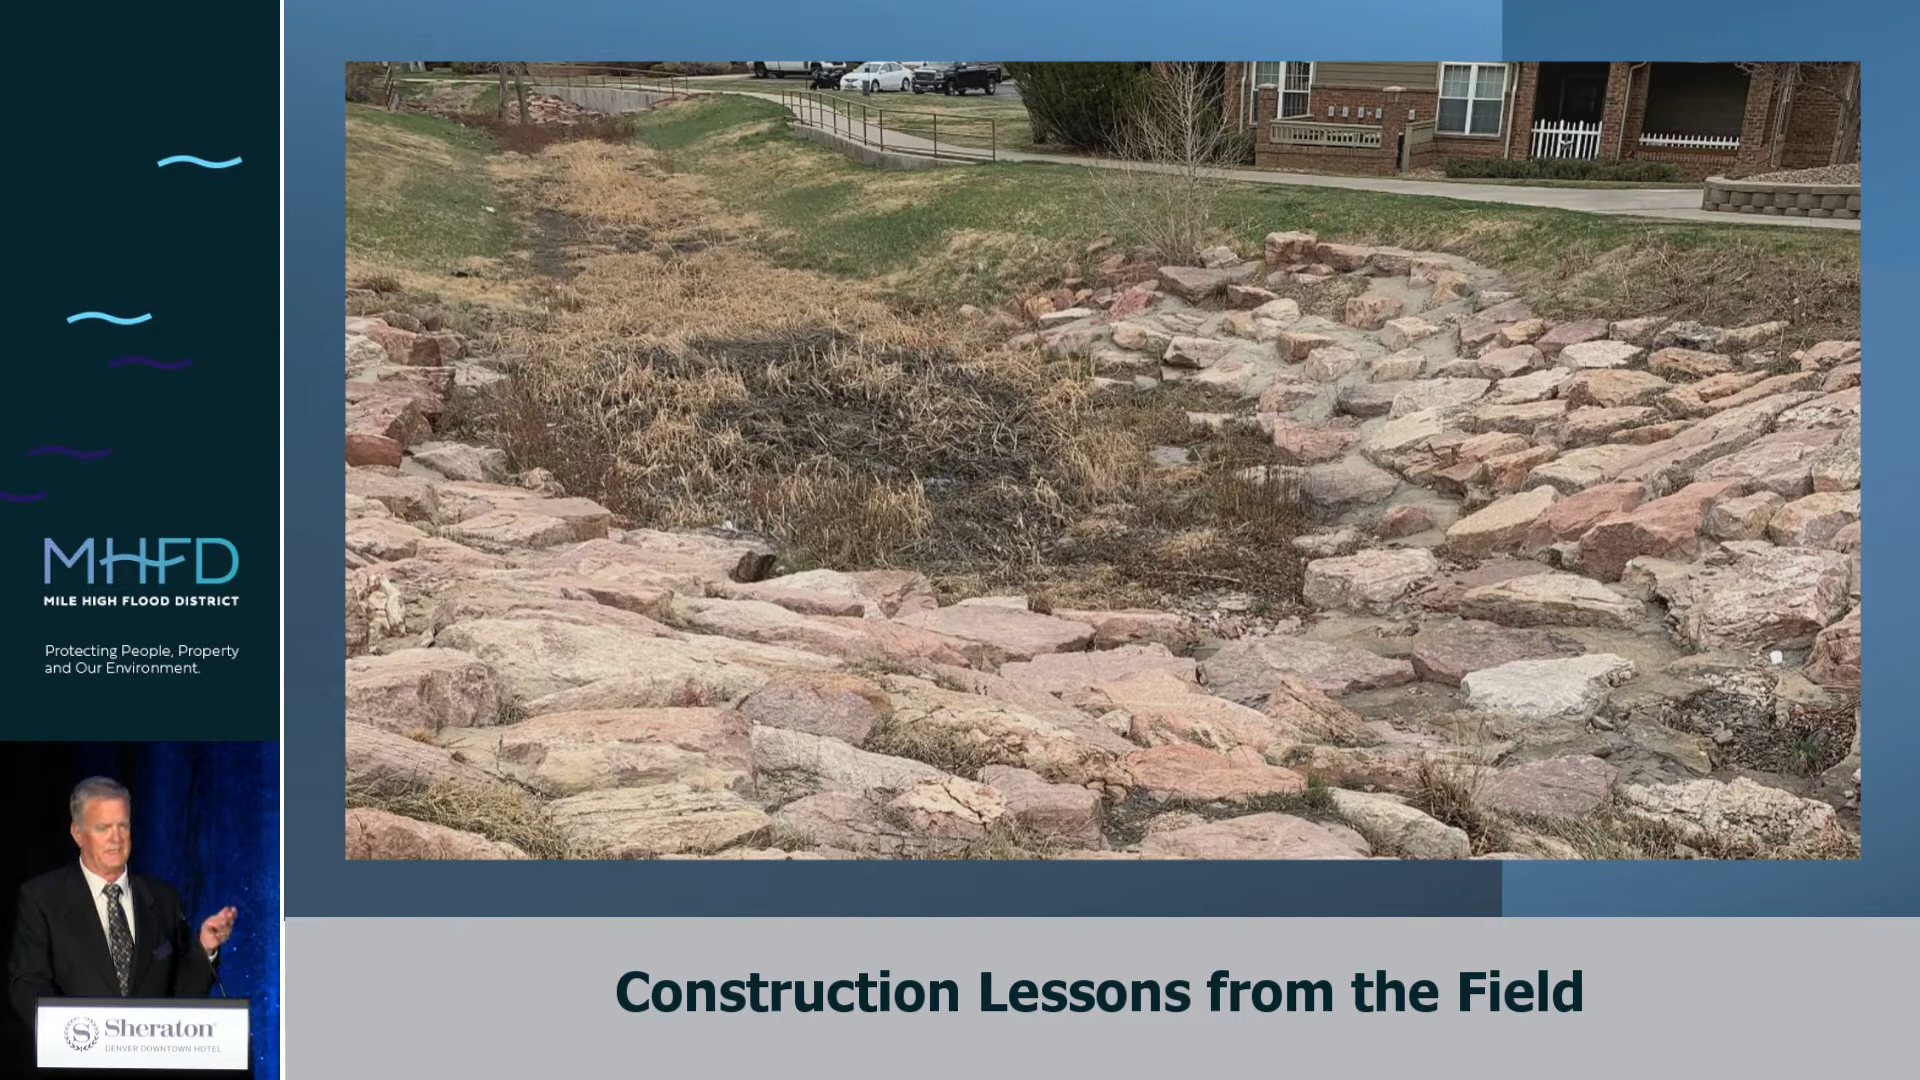 MHFD
MILE HIGH FLOOD DISTRICT
Protecting People, Property
and Our Environment.
S Sheraton
DENVER DOWNTOWN HOTEL
Construction Lessons from the Field